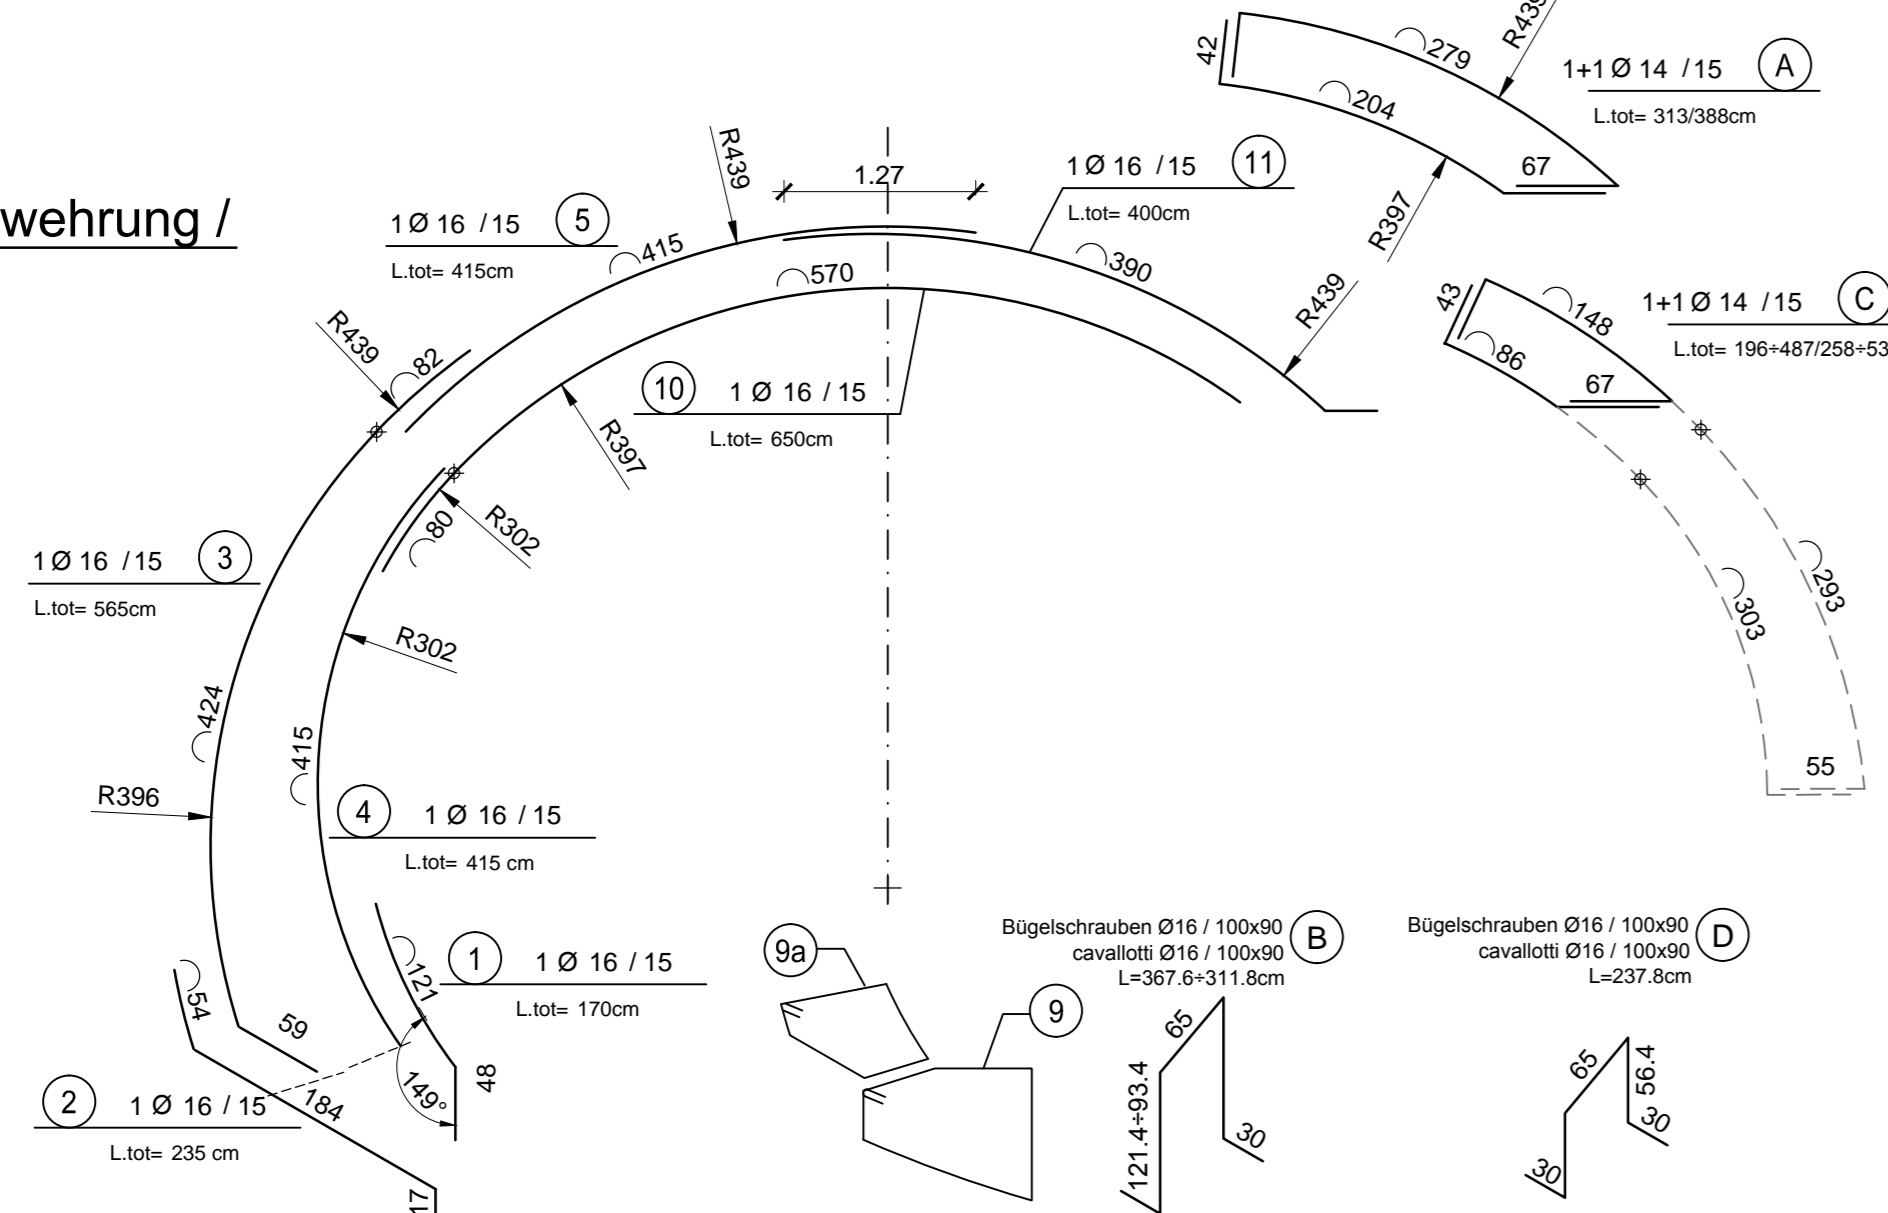 R439
42
279
204
1+1 Ø 14 / 15 A
L.tot= 313/388cm
67
R397
wehrung /
1 Ø 16 / 15 5
L.tot= 415cm
R439
1.27
1 Ø 16 / 15 11
L.tot= 400cm
415
570
390
R439
43
148
86
67
1+1 Ø 14 / 15 C
L.tot= 196÷487/258÷53
R439
82
10 1 Ø 16 / 15
L.tot= 650cm
R397
R302
80
1 Ø 16 / 15 3
L.tot= 565cm
R302
303
293
55
424
415
R396
4 1 Ø 16 / 15
L.tot= 415 cm
1 1 Ø 16 / 15
L.tot= 170cm
121
54
59
48
149°
184
2 1 Ø 16 / 15
L.tot= 235 cm
17
9a
9
Bügelschrauben Ø16 / 100x90
cavallotti Ø16 / 100x90
L=367.6÷311.8cm
B
65
121.4÷93.4
30
Bügelschrauben Ø16 / 100x90
cavallotti Ø16 / 100x90
L=237.8cm
D
65
56.4
30
30